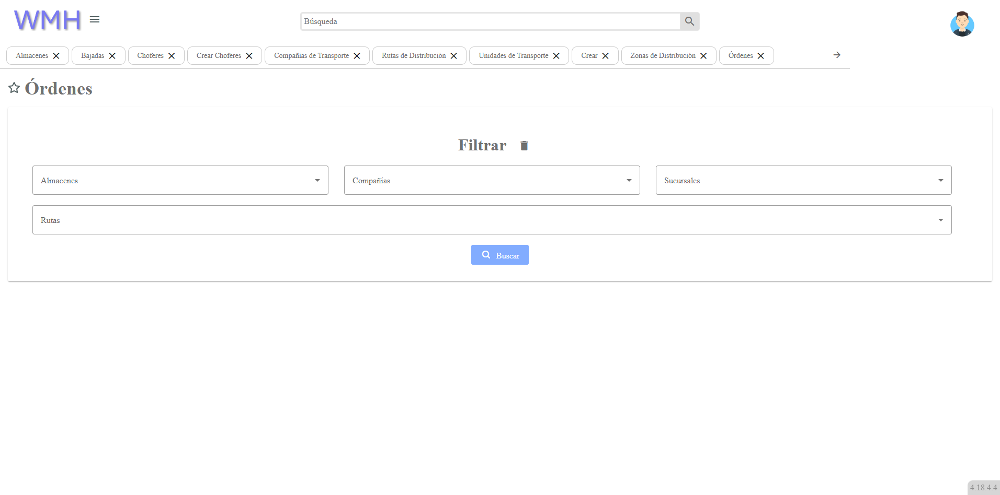 WMH
Búsqueda
Almacenes Bajadas Choferes Crear Choferes Compañías de Transporte Rutas de Distribución Unidades de Transporte Crear Zonas de Distribución Órdenes
Órdenes
Filtrar
Almacenes Compañías Sucursales
Rutas
Buscar
4.18.4.4